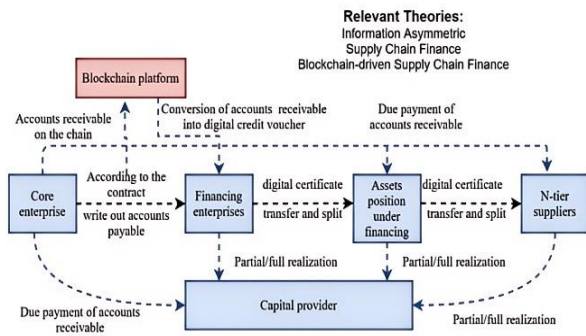 Relevant Theories:
Information Asymmetric
Supply Chain Finance
Blockchain-driven Supply Chain Finance
Blockchain platform
Accounts receivable
on the chain
Conversion of accounts receivable
into digital credit voucher
Due payment of
accounts receivable
Core
enterprise
According to the
contract
write out accounts
payable
Financing
enterprises
digital certificate
transfer and split
Assets
position under
financing
digital certificate
transfer and split
N-tier
suppliers
Partial/full realization
Partial/full realization
Due payment of accounts
receivable
Capital provider
Partial/full realization